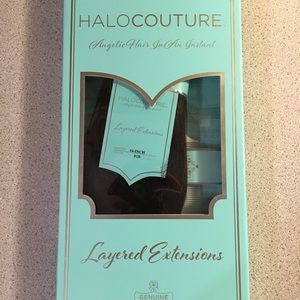 HALOCOUTURE
Angelic Hair In An Instant
HALOCOUTURE.
Layered Extensions
Layered Extensions
GENUINE